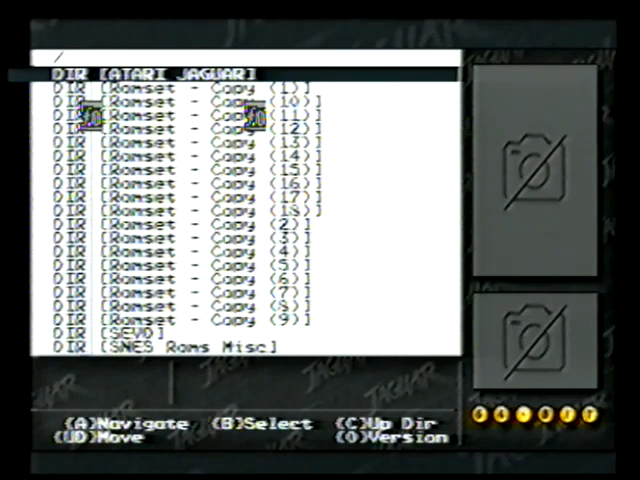 /
DIR [ATARI JAGUAR]
DIR [Romset - Copy (1)]
DIR [Romset - Copy (10)]
DIR [Romset - Copy (11)]
DIR [Romset - Copy (12)]
DIR [Romset - Copy (13)]
DIR [Romset - Copy (14)]
DIR [Romset - Copy (15)]
DIR [Romset - Copy (16)]
DIR [Romset - Copy (17)]
DIR [Romset - Copy (18)]
DIR [Romset - Copy (2)]
DIR [Romset - Copy (3)]
DIR [Romset - Copy (4)]
DIR [Romset - Copy (5)]
DIR [Romset - Copy (6)]
DIR [Romset - Copy (7)]
DIR [Romset - Copy (8)]
DIR [Romset - Copy (9)]
DIR [SEVO]
DIR [SNES Roms Misc]
(A)Navigate (B)Select (C)Up Dir
(UD)Move (0)Version
JAGUAR